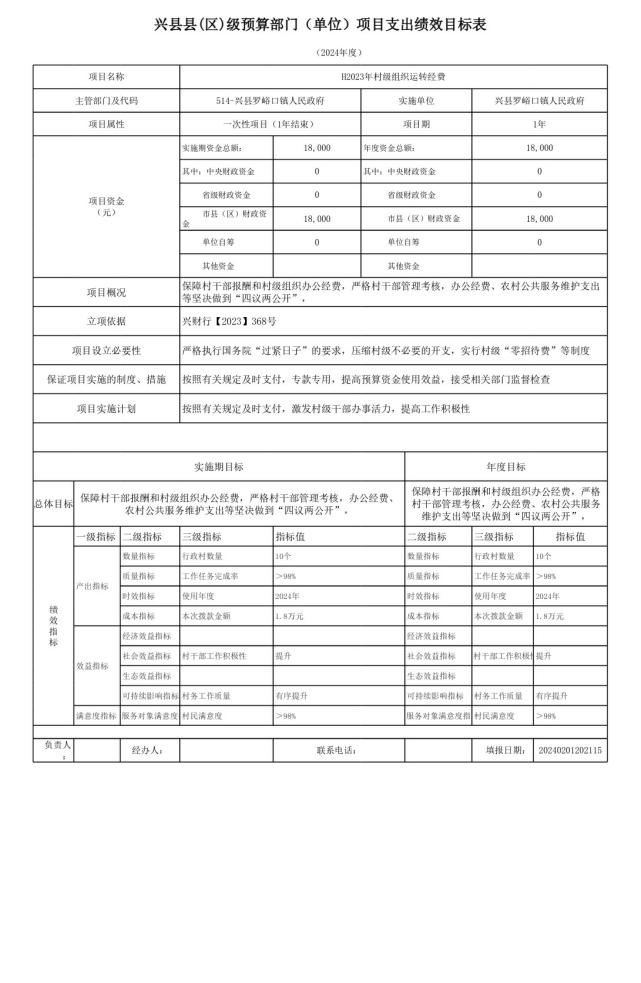 兴县县(区)级预算部门（单位）项目支出绩效目标表
（2024年度）
项目名称 H2023年村级组织运转经费
主管部门及代码 514-兴县罗峪口镇人民政府 实施单位 兴县罗峪口镇人民政府
项目属性 一次性项目（1年结束） 项目期 1年
项目资金（元） 实施期资金总额: 18,000 年度资金总额: 18,000
其中: 中央财政资金 0 其中: 中央财政资金 0
省级财政资金 0 省级财政资金 0
市县（区）财政资金 18,000 市县（区）财政资金 18,000
单位自筹 0 单位自筹 0
其他资金 其他资金
项目概况 保障村干部报酬和村级组织办公经费，严格村干部管理考核，办公经费、农村公共服务维护支出
等坚决做到“四议两公开”，
立项依据 兴财行【2023】368号
项目设立必要性 严格执行国务院“过紧日子”的要求，压缩村级不必要的开支，实行村级“零招待费”等制度
保证项目实施的制度、措施 按照有关规定及时支付，专款专用，提高预算资金使用效益，接受相关部门监督检查
项目实施计划 按照有关规定及时支付，激发村级干部办事活力，提高工作积极性
实施期目标 年度目标
总体目标 保障村干部报酬和村级组织办公经费，严格村干部管理考核，办公经费、
农村公共服务维护支出等坚决做到“四议两公开”，
保障村干部报酬和村级组织办公经费，严格
村干部管理考核，办公经费、农村公共服务
维护支出等坚决做到“四议两公开”，
绩效指标 一级指标 二级指标 三级指标 指标值 二级指标 三级指标 指标值
产出指标 数量指标 行政村数量 10个 数量指标 行政村数量 10个
质量指标 工作任务完成率 ＞98% 质量指标 工作任务完成率 ＞98%
时效指标 使用年度 2024年 时效指标 使用年度 2024年
成本指标 本次拨款金额 1.8万元 成本指标 本次拨款金额 1.8万元
效益指标 经济效益指标 经济效益指标
社会效益指标 村干部工作积极性 提升 社会效益指标 村干部工作积极性 提升
生态效益指标 生态效益指标
可持续影响指标 村务工作质量 有序提升 可持续影响指标 村务工作质量 有序提升
满意度指标 服务对象满意度 村民满意度 ＞98% 服务对象满意度指 村民满意度 ＞98%
负责人: 经办人: 联系电话: 填报日期: 20240201202115